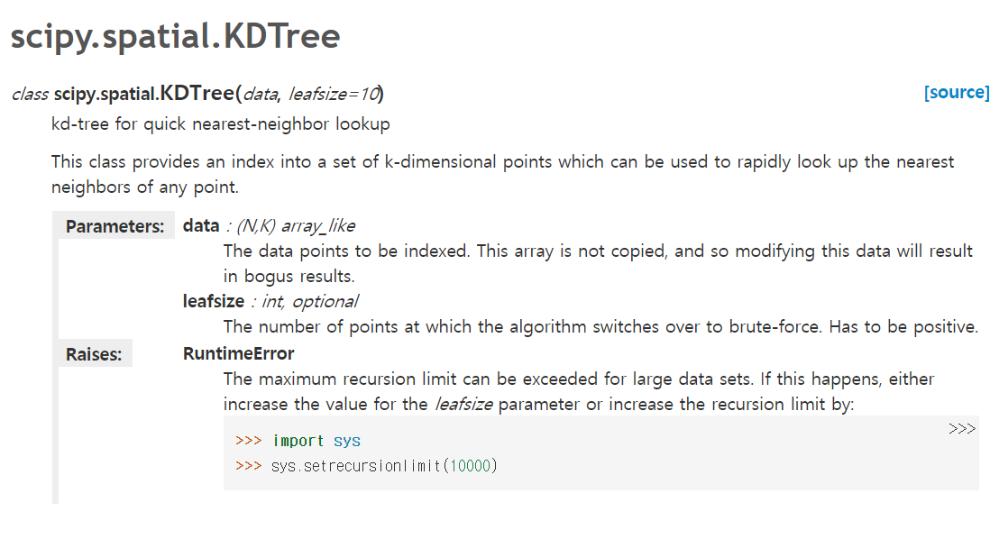 scipy.spatial.KDTree
class scipy.spatial.KDTree(data, leafsize=10) [source]
kd-tree for quick nearest-neighbor lookup
This class provides an index into a set of k-dimensional points which can be used to rapidly look up the nearest
neighbors of any point.
Parameters: data : (N,K) array_like
The data points to be indexed. This array is not copied, and so modifying this data will result
in bogus results.
leafsize : int, optional
The number of points at which the algorithm switches over to brute-force. Has to be positive.
Raises: RuntimeError
The maximum recursion limit can be exceeded for large data sets. If this happens, either
increase the value for the leafsize parameter or increase the recursion limit by:
>>>
>>> import sys
>>> sys.setrecursionlimit(10000)